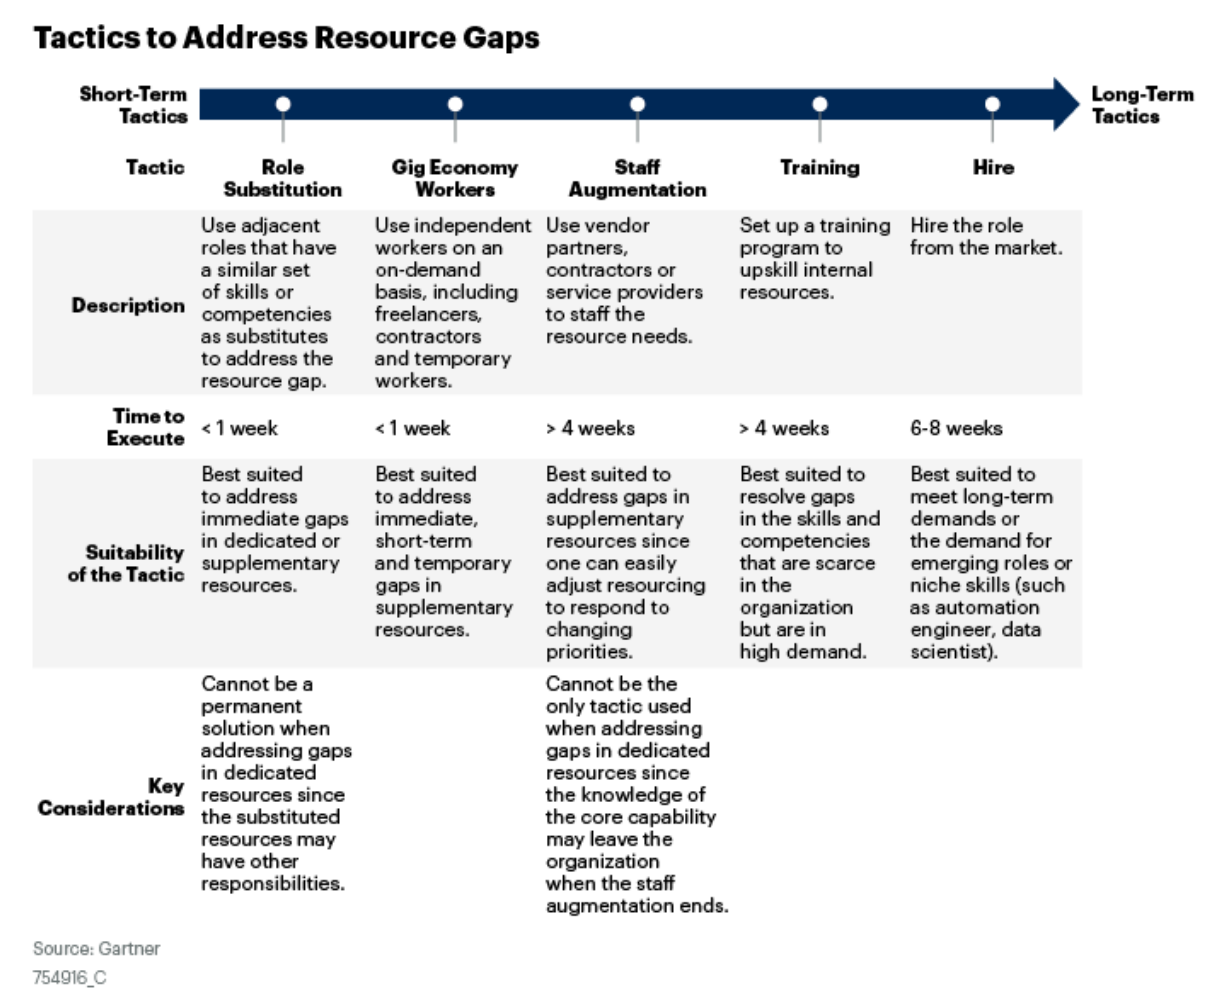 Tactics to Address Resource Gaps
Short-Term
Tactics
Long-Term
Tactics
Tactic
Role
Substitution
Gig Economy
Workers
Staff
Augmentation
Training
Hire
Description
Use adjacent
roles that have
a similar set
of skills or
competencies
as substitutes
to address the
resource gap.
Use independent
workers on an
on-demand
basis, including
freelancers,
contractors
and temporary
workers.
Use vendor
partners,
contractors or
service providers
to staff the
resource needs.
Set up a training
program to
upskill internal
resources.
Hire the role
from the market.
Time to
Execute
< 1 week
< 1 week
> 4 weeks
> 4 weeks
6-8 weeks
Suitability
of the Tactic
Best suited
to address
immediate gaps
in dedicated or
supplementary
resources.
Best suited
to address
immediate,
short-term
and temporary
gaps in
supplementary
resources.
Best suited to
address gaps in
supplementary
resources since
one can easily
adjust resourcing
to respond to
changing
priorities.
Best suited to
resolve gaps
in the skills and
competencies
that are scarce
in the
organization
but are in
high demand.
Best suited to
meet long-term
demands or
the demand for
emerging roles or
niche skills (such
as automation
engineer, data
scientist).
Key
Considerations
Cannot be a
permanent
solution when
addressing gaps
in dedicated
resources since
the substituted
resources may
have other
responsibilities.
Cannot be the
only tactic used
when addressing
gaps in dedicated
resources since
the knowledge of
the core capability
may leave the
organization
when the staff
augmentation ends.
Source: Gartner
754916_C